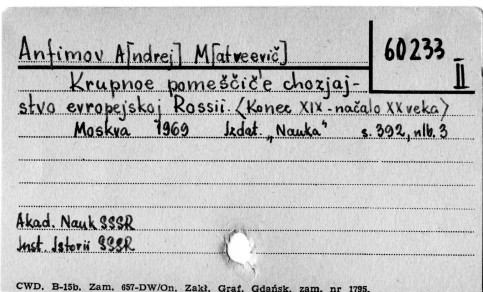 Anfimov A[ndrej] M[atveevič]
60233
II
Krupnoe pomeščič'e chozjaj-
stvo evropejskoj Rossii. <Konec XIX - načalo XX veka>
Moskva 1969 Izdat. „Nauka" s. 392, nlb. 3
Akad. Nauk SSSR
Inst. Istorii SSSR
CWD. B-15b, Zam. 657-DW/On. Zakł. Graf. Gdańsk, zam. nr 1795.